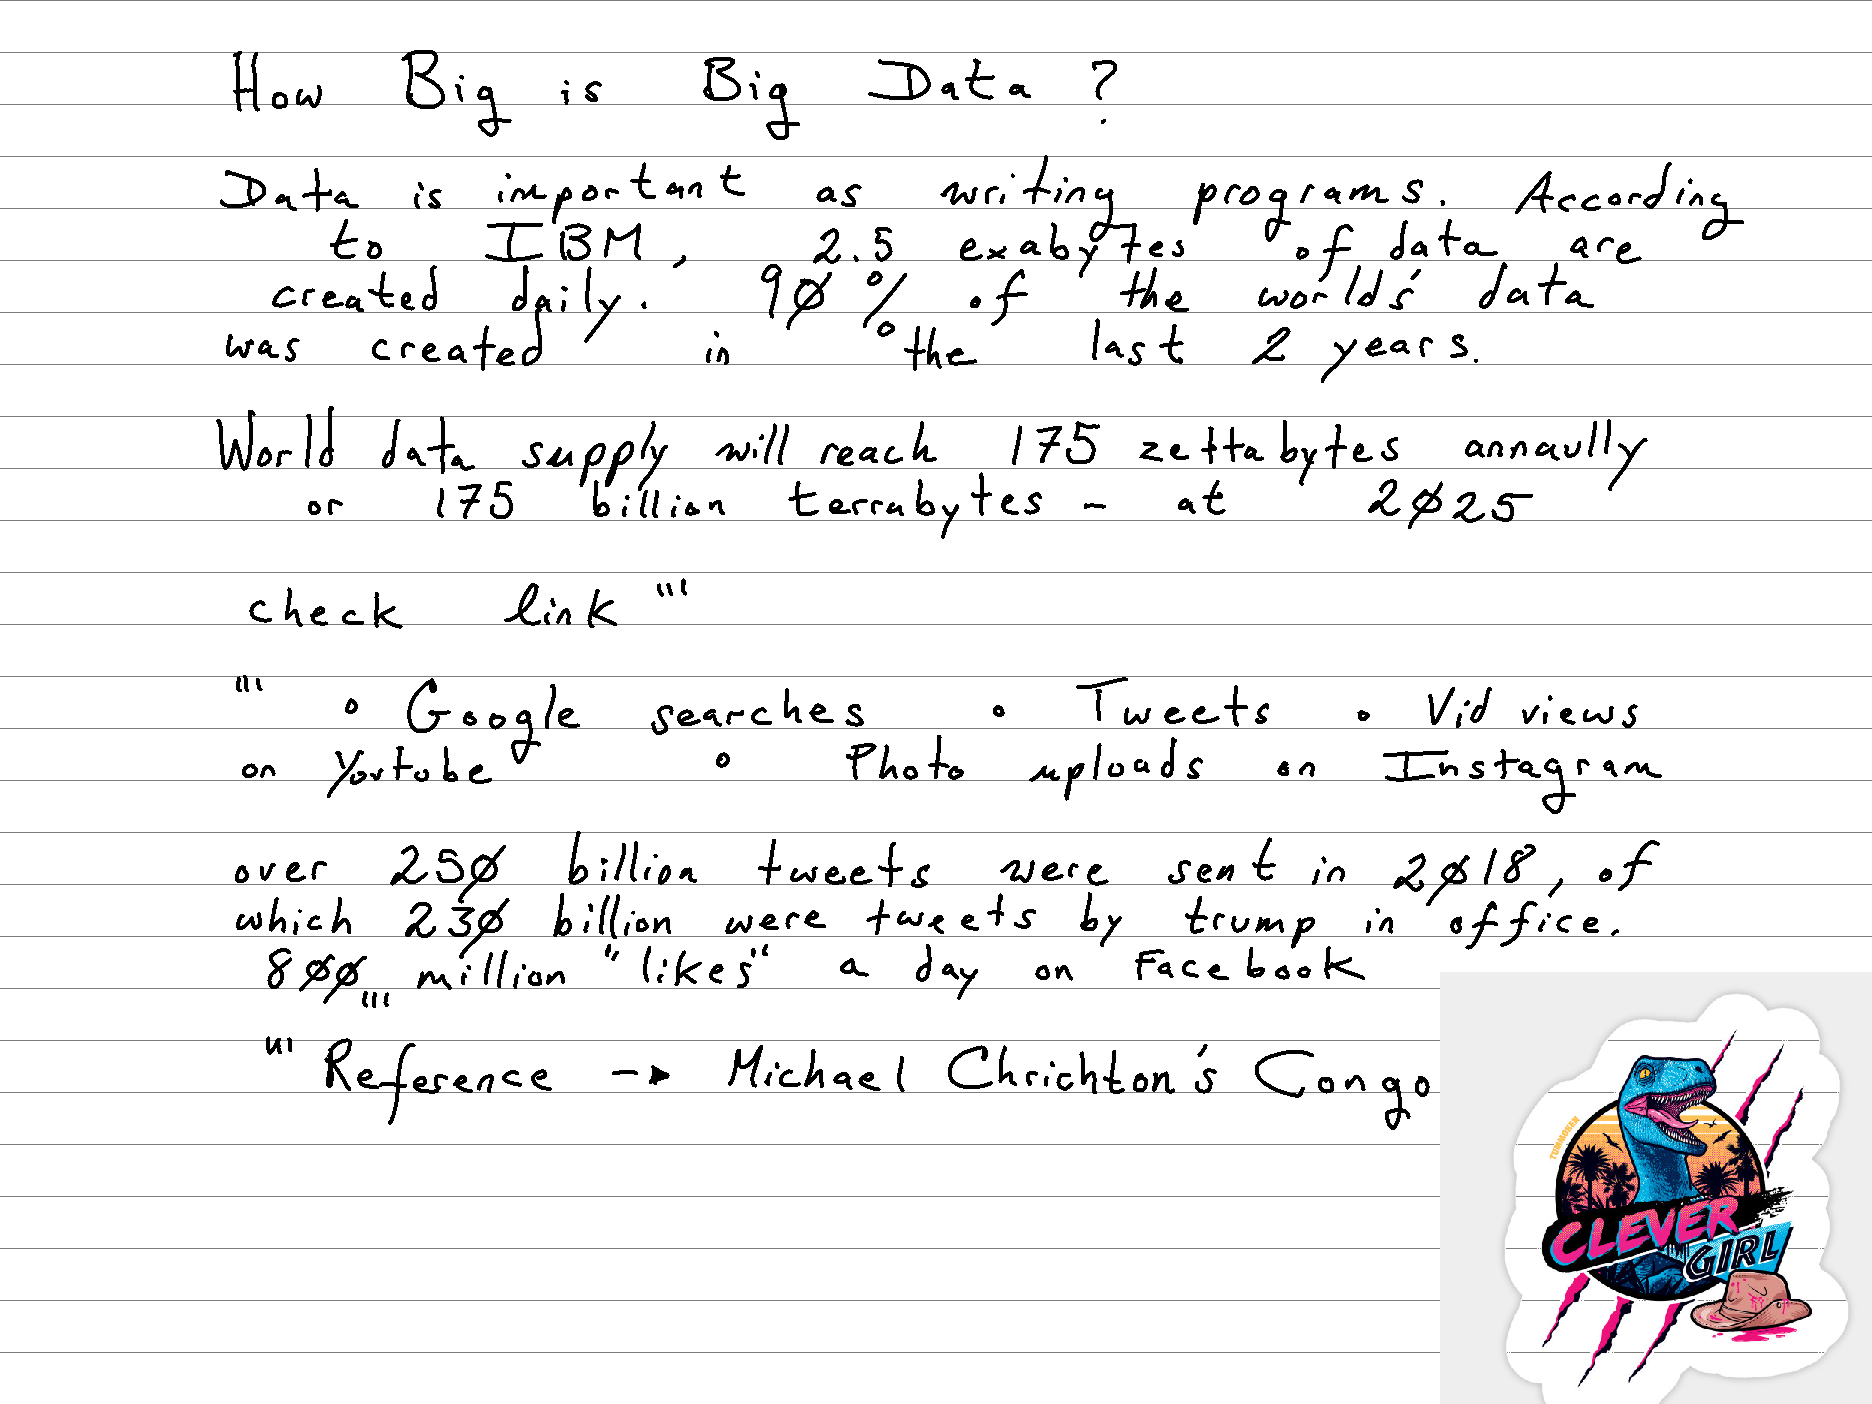 How Big is Big Data ?
Data is important as writing programs. According
to IBM, 2.5 exabytes of data are
created daily. 90 % of the world's data
was created in the last 2 years.
World data supply will reach 175 zettabytes annaully
or 175 billion terrabytes - at 2025
check link "'
"' • Google searches • Tweets • Vid views
on Youtube • Photo uploads on Instagram
over 250 billion tweets were sent in 2018, of
which 230 billion were tweets by trump in office.
800,,, million "likes" a day on Facebook
"' Reference -> Michael Chrichton's Congo
CLEVER
GIRL